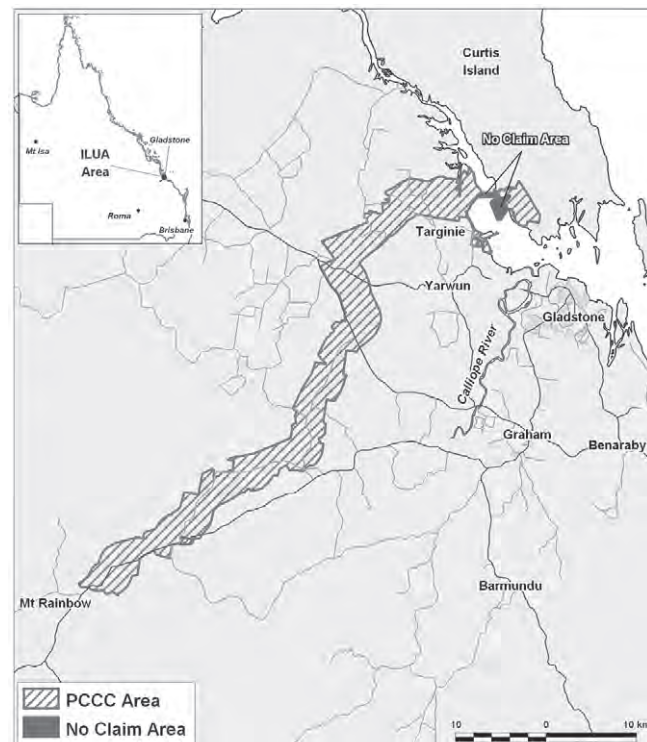 Curtis
Island
No Claim Area
Gladstone
Mt Isa
ILUA
Area
Roma
Brisbane
Targinie
Yarwun
Gladstone
Calliope River
Graham
Benaraby
Mt Rainbow
Barmundu
PCCC Area
No Claim Area
10 0 10 km